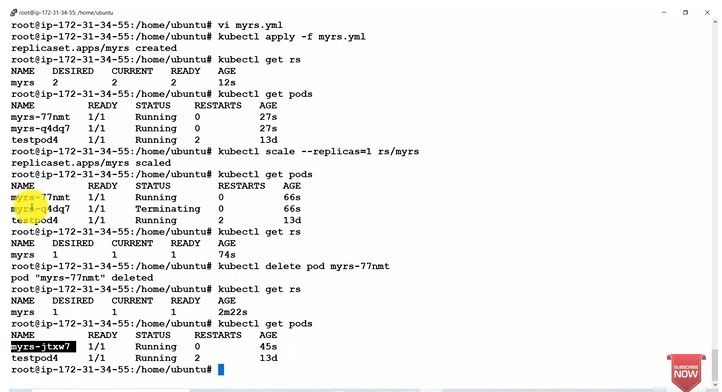 root@ip-172-31-34-55: /home/ubuntu
root@ip-172-31-34-55:/home/ubuntu# vi myrs.yml
root@ip-172-31-34-55:/home/ubuntu# kubectl apply -f myrs.yml
replicaset.apps/myrs created
root@ip-172-31-34-55:/home/ubuntu# kubectl get rs
NAME DESIRED CURRENT READY AGE
myrs 2 2 2 12s
root@ip-172-31-34-55:/home/ubuntu# kubectl get pods
NAME READY STATUS RESTARTS AGE
myrs-77nmt 1/1 Running 0 27s
myrs-q4dq7 1/1 Running 0 27s
testpod4 1/1 Running 2 13d
root@ip-172-31-34-55:/home/ubuntu# kubectl scale --replicas=1 rs/myrs
replicaset.apps/myrs scaled
root@ip-172-31-34-55:/home/ubuntu# kubectl get pods
NAME READY STATUS RESTARTS AGE
myrs-77nmt 1/1 Running 0 66s
myrs-q4dq7 1/1 Terminating 0 66s
testpod4 1/1 Running 2 13d
root@ip-172-31-34-55:/home/ubuntu# kubectl get rs
NAME DESIRED CURRENT READY AGE
myrs 1 1 1 74s
root@ip-172-31-34-55:/home/ubuntu# kubectl delete pod myrs-77nmt
pod "myrs-77nmt" deleted
root@ip-172-31-34-55:/home/ubuntu# kubectl get rs
NAME DESIRED CURRENT READY AGE
myrs 1 1 1 2m22s
root@ip-172-31-34-55:/home/ubuntu# kubectl get pods
NAME READY STATUS RESTARTS AGE
myrs-jtxw7 1/1 Running 0 45s
testpod4 1/1 Running 2 13d
root@ip-172-31-34-55:/home/ubuntu#
SUBSCRIBE
NOW